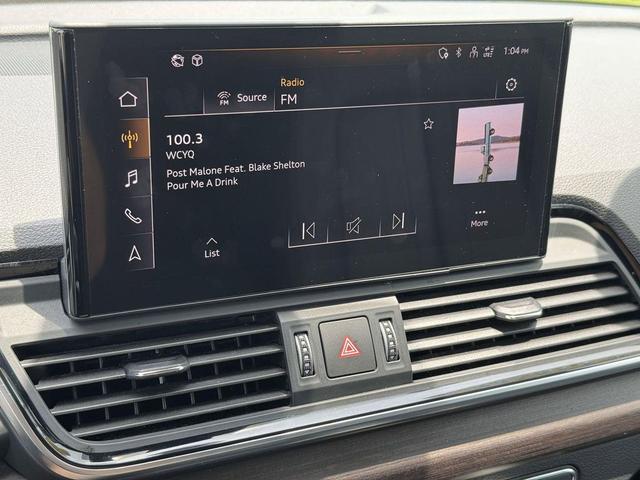 1:04 PM
Radio
FM
Source
FM
100.3
WCYQ
Post Malone Feat. Blake Shelton
Pour Me A Drink
List
More